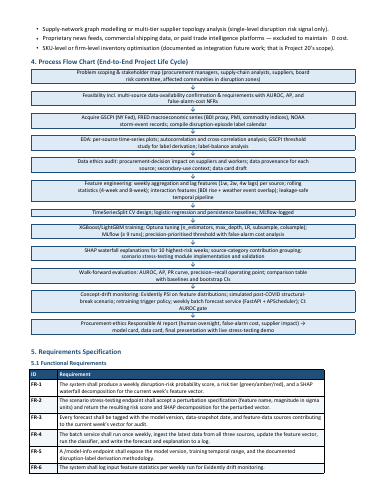 • Supply-network graph modelling or multi-tier supplier topology analysis (single-level disruption risk signal only).
• Proprietary news feeds, commercial shipping data, or paid trade intelligence platforms — excluded to maintain 0 cost.
• SKU-level or firm-level inventory optimisation (documented as integration future work; that is Project 20's scope).
4. Process Flow Chart (End-to-End Project Life Cycle)
Problem scoping & stakeholder map (procurement managers, supply-chain analysts, suppliers, board
risk committee, affected communities in disruption zones)
↓
Feasibility incl. multi-source data-availability confirmation & requirements with AUROC, AP, and
false-alarm-cost NFRs
↓
Acquire GSCPI (NY Fed), FRED macroeconomic series (BDI proxy, PMI, commodity indices), NOAA
storm-event records; compile disruption-episode label calendar
↓
EDA: per-source time-series plots; autocorrelation and cross-correlation analysis; GSCPI threshold
study for label derivation; label-balance analysis
↓
Data ethics audit: procurement-decision impact on suppliers and workers; data provenance for each
source; secondary-use context; data card draft
↓
Feature engineering: weekly aggregation and lag features (1w, 2w, 4w lags) per source; rolling
statistics (4-week and 8-week); interaction features (BDI rise + weather event overlap); leakage-safe
temporal pipeline
↓
TimeSeriesSplit CV design; logistic-regression and persistence baselines; MLflow-logged
↓
XGBoost/LightGBM training; Optuna tuning (n_estimators, max_depth, LR, subsample, colsample);
MLflow (≥ 9 runs); precision-prioritised threshold with false-alarm cost analysis
↓
SHAP waterfall explanations for 10 highest-risk weeks; source-category contribution grouping;
scenario stress-testing module implementation and validation
↓
Walk-forward evaluation: AUROC, AP, PR curve, precision–recall operating point; comparison table
with baselines and bootstrap CIs
↓
Concept-drift monitoring: Evidently PSI on feature distributions; simulated post-COVID structural-
break scenario; retraining trigger policy; weekly batch forecast service (FastAPI + APScheduler); CI
AUROC gate
↓
Procurement-ethics Responsible AI report (human oversight, false-alarm cost, supplier impact) →
model card, data card, final presentation with live stress-testing demo
5. Requirements Specification
5.1 Functional Requirements
ID Requirement
FR-1 The system shall produce a weekly disruption-risk probability score, a risk tier (green/amber/red), and a SHAP
waterfall decomposition for the current week's feature vector.
FR-2 The scenario stress-testing endpoint shall accept a perturbation specification (feature name, magnitude in sigma
units) and return the resulting risk score and SHAP decomposition for the perturbed vector.
FR-3 Every forecast shall be tagged with the model version, data-snapshot date, and feature-data sources contributing
to the current week's vector for audit.
FR-4 The batch service shall run once weekly, ingest the latest data from all three sources, update the feature vector,
run the classifier, and write the forecast and explanation to a log.
FR-5 A /model-info endpoint shall expose the model version, training temporal range, and the documented
disruption-label derivation methodology.
FR-6 The system shall log input feature statistics per weekly run for Evidently drift monitoring.